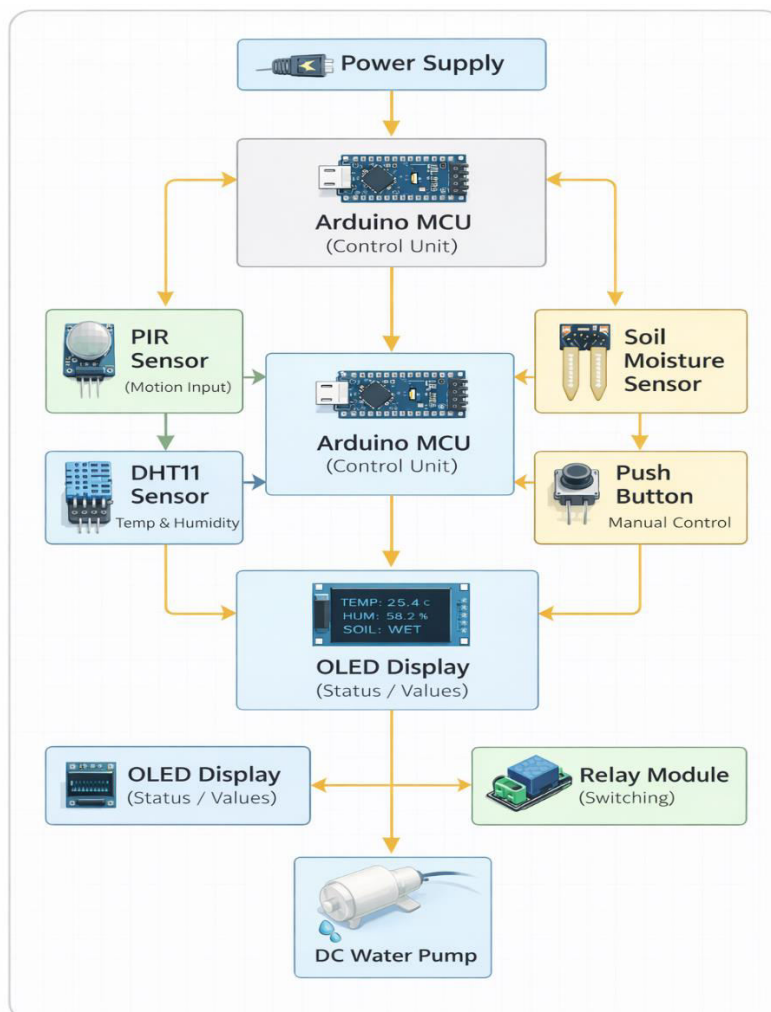 Power Supply
Arduino MCU
(Control Unit)
PIR
Sensor
(Motion Input)
Soil
Moisture
Sensor
Arduino MCU
(Control Unit)
DHT11
Sensor
Temp & Humidity
Push
Button
Manual Control
TEMP: 25.4 c
HUM: 58.2 %
SOIL: WET
OLED Display
(Status / Values)
OLED Display
(Status / Values)
Relay Module
(Switching)
DC Water Pump